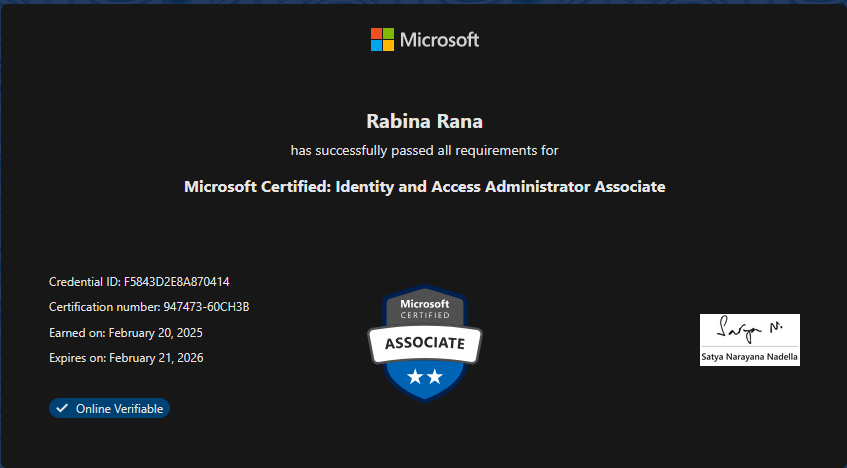 Microsoft
Rabina Rana
has successfully passed all requirements for
Microsoft Certified: Identity and Access Administrator Associate
Credential ID: F5843D2E8A870414
Certification number: 947473-60CH3B
Earned on: February 20, 2025
Expires on: February 21, 2026
Online Verifiable
Microsoft
CERTIFIED
ASSOCIATE
Satya N.
Satya Narayana Nadella